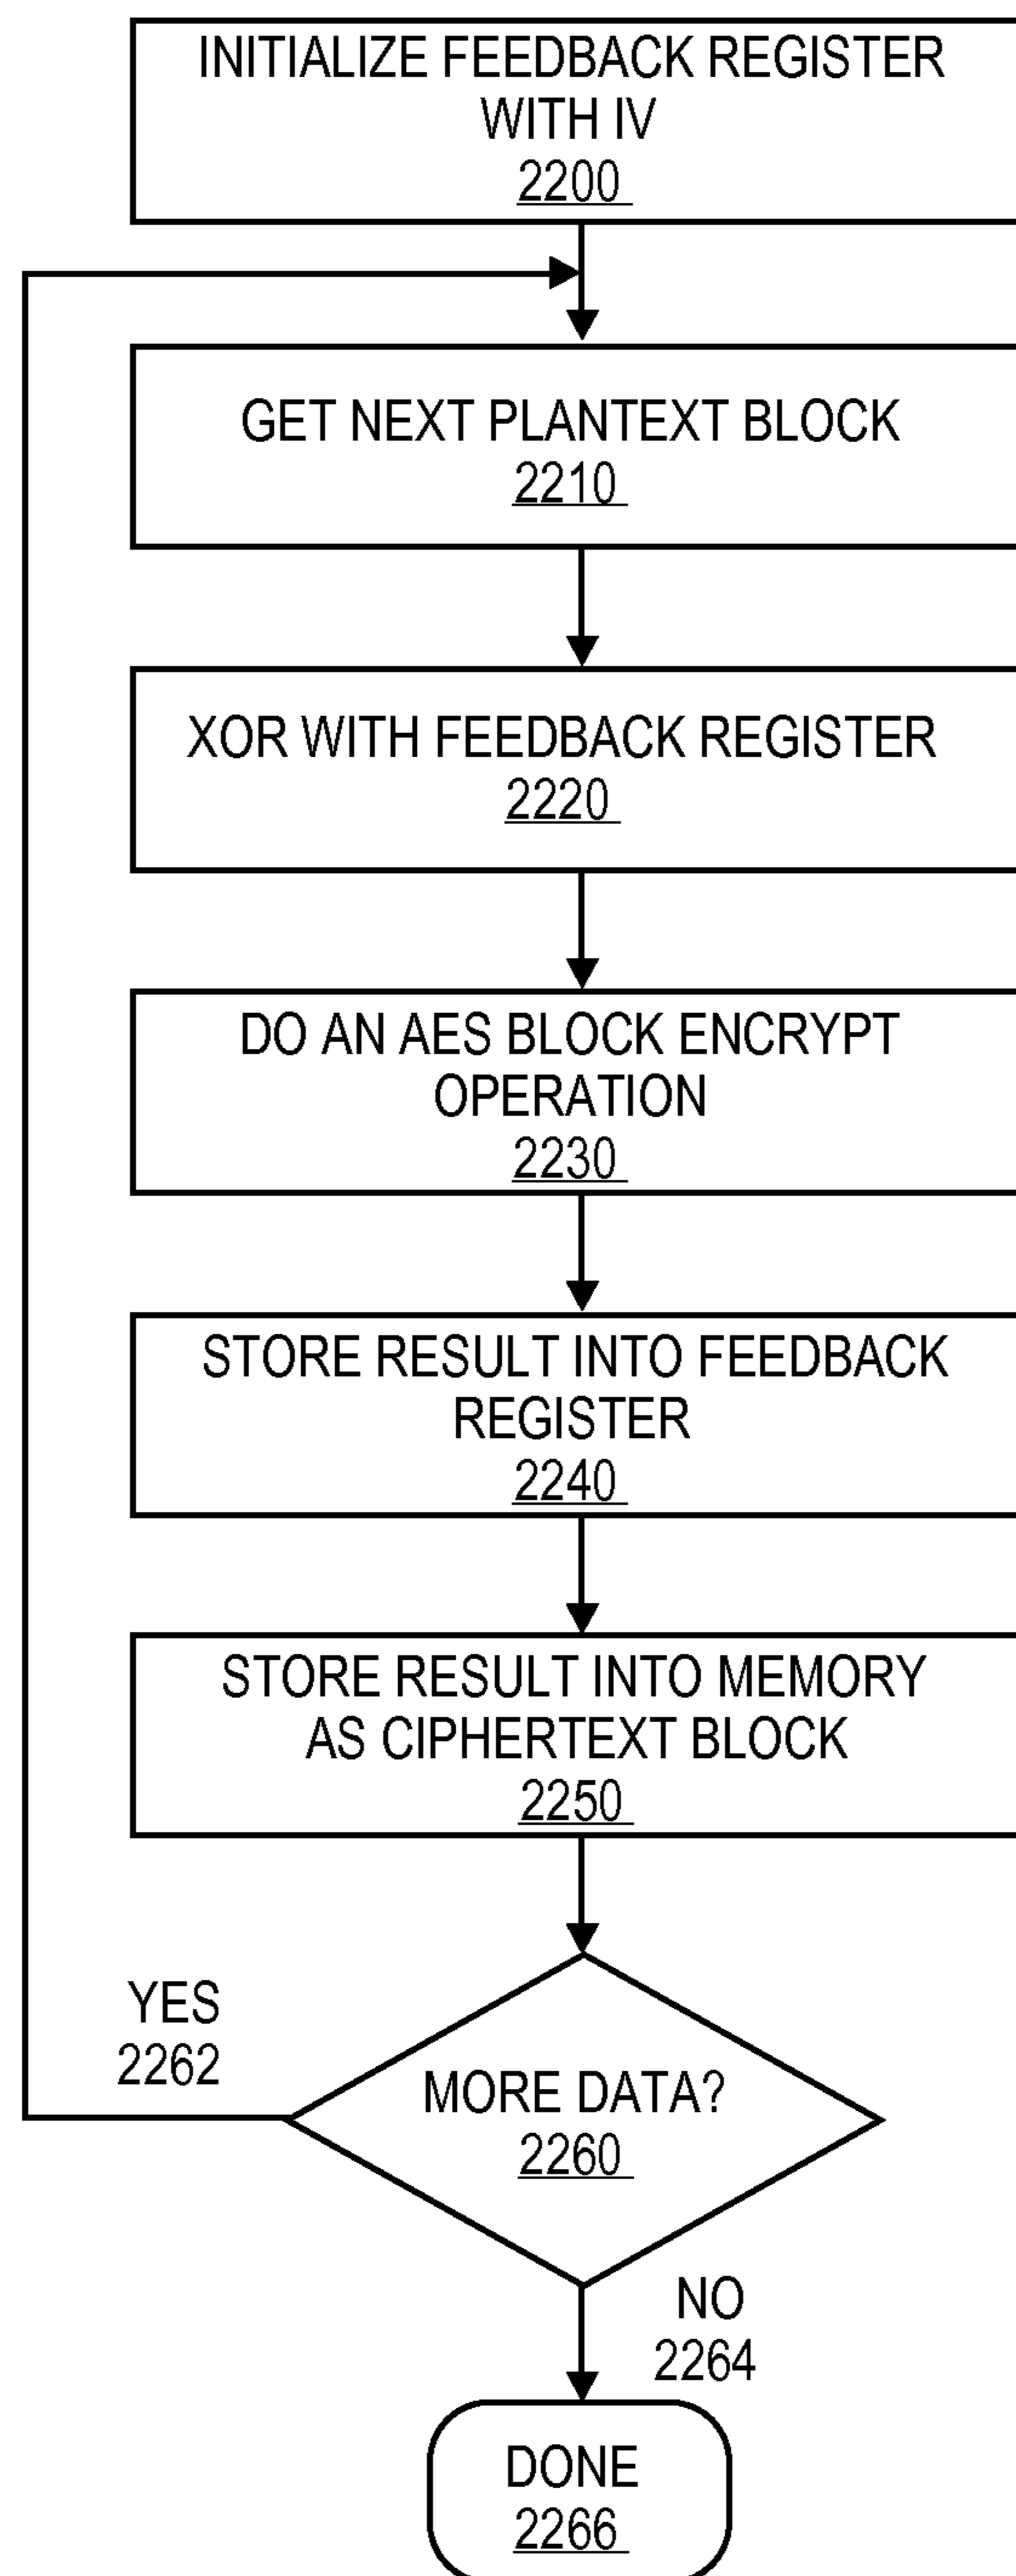 INITIALIZE FEEDBACK REGISTER
WITH IV
2200
GET NEXT PLANTEXT BLOCK
2210
XOR WITH FEEDBACK REGISTER
2220
DO AN AES BLOCK ENCRYPT
OPERATION
2230
STORE RESULT INTO FEEDBACK
REGISTER
2240
STORE RESULT INTO MEMORY
AS CIPHERTEXT BLOCK
2250
YES
2262
MORE DATA?
2260
NO
2264
DONE
2266